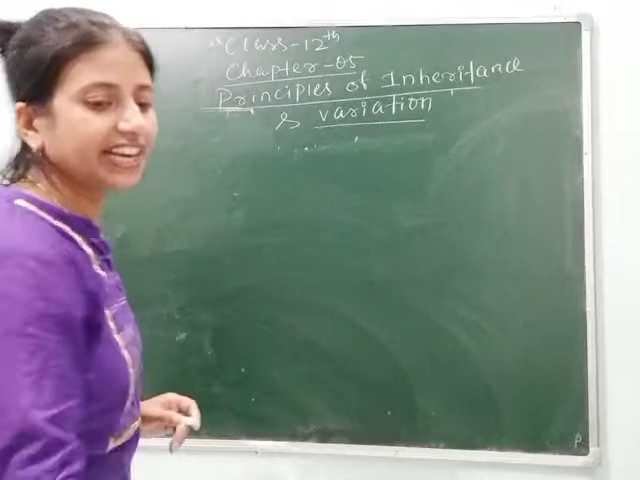 Class-12th
Chapter-05
Principles of Inheritance
& variation
P